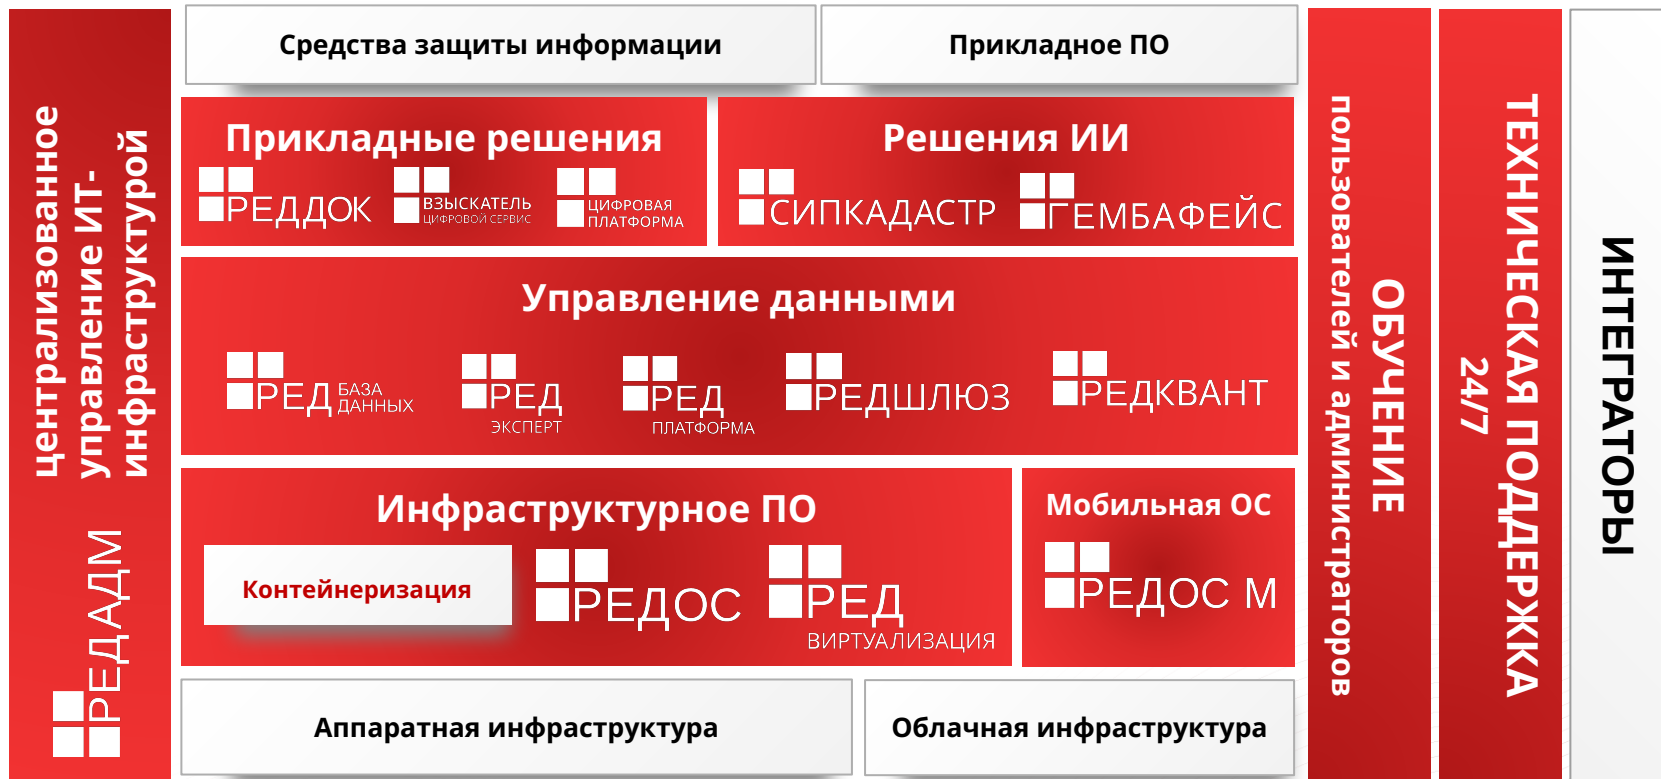 централизованное
управление ИТ-
инфраструктурой
РЕДАДМ
Средства защиты информации
Прикладное ПО
Прикладные решения
РЕДДОК
ВЗЫСКАТЕЛЬ
ЦИФРОВОЙ СЕРВИС
ЦИФРОВАЯ
ПЛАТФОРМА
Решения ИИ
СИПКАДАСТР
ГЕМБАФЕЙС
Управление данными
РЕД БАЗА
ДАННЫХ
РЕД
ЭКСПЕРТ
РЕД
ПЛАТФОРМА
РЕДШЛЮЗ
РЕДКВАНТ
Инфраструктурное ПО
Контейнеризация
РЕДОС
РЕД
ВИРТУАЛИЗАЦИЯ
Мобильная ОС
РЕДОС М
Аппаратная инфраструктура
Облачная инфраструктура
ОБУЧЕНИЕ
пользователей и администраторов
ТЕХНИЧЕСКАЯ ПОДДЕРЖКА
24/7
ИНТЕГРАТОРЫ